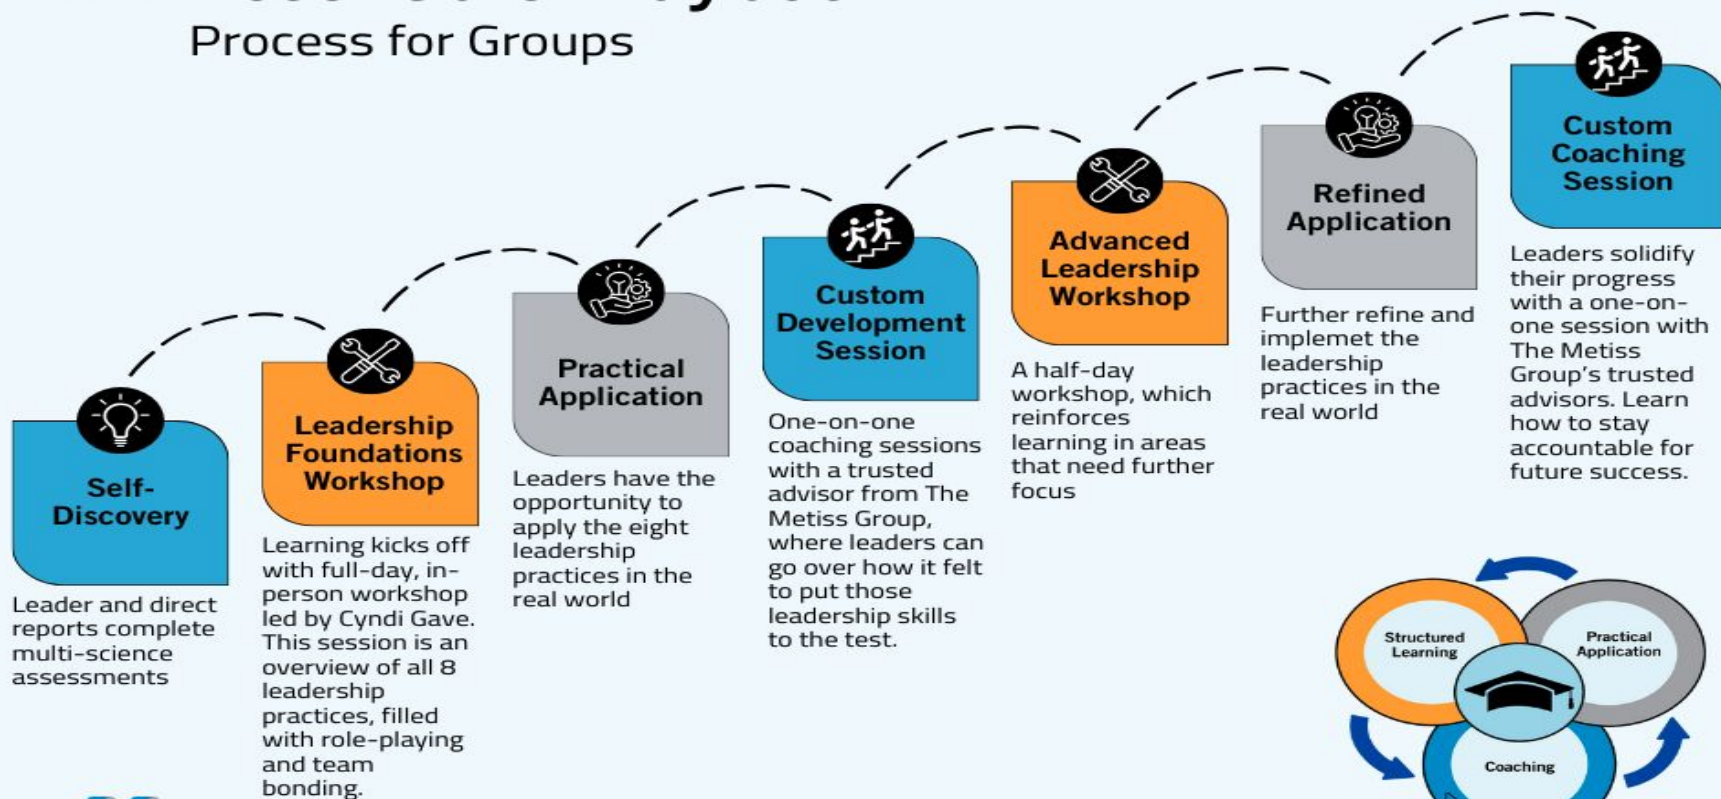 Process for Groups
Self-
Discovery
Leader and direct
reports complete
multi-science
assessments
Leadership
Foundations
Workshop
Learning kicks off
with full-day, in-
person workshop
led by Cyndi Gave.
This session is an
overview of all 8
leadership
practices, filled
with role-playing
and team
bonding.
Practical
Application
Leaders have the
opportunity to
apply the eight
leadership
practices in the
real world
Custom
Development
Session
One-on-one
coaching sessions
with a trusted
advisor from The
Metiss Group,
where leaders can
go over how it felt
to put those
leadership skills
to the test.
Advanced
Leadership
Workshop
A half-day
workshop, which
reinforces
learning in areas
that need further
focus
Refined
Application
Further refine and
implemet the
leadership
practices in the
real world
Custom
Coaching
Session
Leaders solidify
their progress
with a one-on-
one session with
The Metiss
Group's trusted
advisors. Learn
how to stay
accountable for
future success.
Structured
Learning
Practical
Application
Coaching